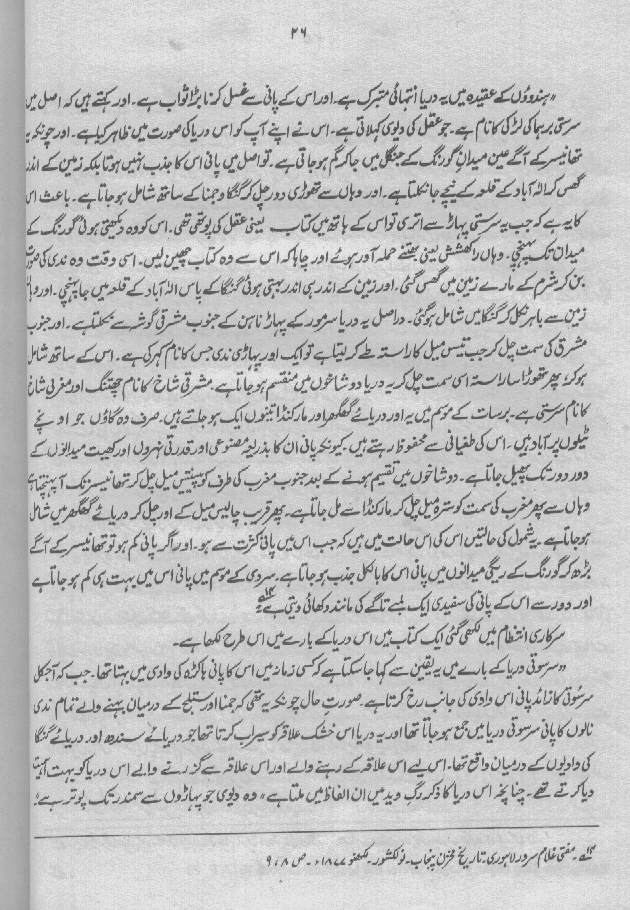 ۲۶
”ہندوؤں کے عقیدہ میں یہ دریا انتہائی متبرک ہے۔ اور اس کے پانی سے غسل کرنا بڑا ثواب ہے۔ اور کہتے ہیں کہ اصل میں
سرستی برہما کی لڑکی کا نام ہے۔ جو عقل کی دیوی کہلاتی ہے۔ اس نے اپنے آپ کو اس دریا کی صورت میں ظاہر کیا ہے۔ اور چونکہ یہ
تھانیسر کے آگے عین میدان گورنگ کے جنگل میں جا کر گم ہو جاتی ہے۔ تو اصل میں پانی اس کا جذب نہیں ہوتا بلکہ زمین کے اندر
گھس کر الٰہ آباد کے قلعہ کے نیچے جا نکلتا ہے۔ اور وہاں سے تھوڑی دور چل کر گنگا و جمنا کے ساتھ شامل ہو جاتا ہے۔ باعث اس
کا یہ ہے کہ جب یہ سرستی پہاڑ سے اتری تو اس کے ہاتھ میں کتاب یعنی عقل کی پوتھی تھی۔ اس کو وہ دیکھتی ہوئی گورنگ کے
میدان تک پہنچی۔ وہاں راکھشش یعنی بھتنے حملہ آور ہوئے اور چاہا کہ اس سے وہ کتاب چھین لیں۔ اسی وقت وہ ندی کی صورت
بن کر شرم کے مارے زمین میں گھس گئی۔ اور زمین کے اندر ہی اندر بہتی ہوئی گنگا کے پاس الٰہ آباد کے قلعہ میں جا پہنچی۔ اور وہاں
زمین سے باہر نکل کر گنگا میں شامل ہو گئی۔ دراصل یہ دریا سرمور کے پہاڑ ناہن کے جنوب مشرقی گوشہ سے نکلتا ہے۔ اور جنوب
مشرق کی سمت چل کر جب تیس میل کا راستہ طے کر لیتا ہے تو ایک اور پہاڑی ندی جس کا نام کہر کی ہے۔ اس کے ساتھ شامل
ہو کر، پھر تھوڑا سا راستہ اسی سمت چل کر یہ دریا دو شاخوں میں منقسم ہو جاتا ہے۔ مشرقی شاخ کا نام چھتنگ اور مغربی شاخ
کا نام سرستی ہے۔ برسات کے موسم میں یہ اور دریائے گھگھر اور مارکنڈا تینوں ایک ہو جاتے ہیں۔ صرف وہ گاؤں جو اونچے
ٹیلوں پر آباد ہیں۔ اس کی طغیانی سے محفوظ رہتے ہیں۔ کیونکہ پانی ان کا بذریعہ مصنوعی اور قدرتی نہروں اور کھیت میدانوں کے
دور دور تک پھیل جاتا ہے۔ دو شاخوں میں تقسیم ہونے کے بعد جنوب مغرب کی طرف کو پینتیس میل چل کر تھانیسر تک آ پہنچتا ہے
وہاں سے پھر مغرب کی سمت کو سترہ میل چل کر مارکنڈا سے مل جاتا ہے۔ پھر قریب چالیس میل کے اور چل کر دریائے گھگھر میں شامل
ہو جاتا ہے۔ یہ شمول کی حالتیں اس کی اس حالت میں ہیں کہ جب اس میں پانی کثرت سے ہو۔ اور اگر پانی کم ہو تو تھانیسر کے آگے
بڑھ کر گورنگ کے ریگی میدانوں میں پانی اس کا بالکل جذب ہو جاتا ہے۔ سردی کے موسم میں پانی اس میں بہت ہی کم ہو جاتا ہے
اور دور سے اس کے پانی کی سفیدی ایک لمبے تاگے کی مانند دکھائی دیتی ہے۔“
سرکاری انتظام میں لکھی گئی ایک کتاب میں اس دریا کے بارے میں اس طرح لکھا ہے۔
”سرسوتی دریا کے بارے میں یہ یقین سے کہا جا سکتا ہے کہ کسی زمانہ میں اس کا پانی ہاکڑہ کی وادی میں بہتا تھا۔ جب کہ آجکل
سرسوتی کا زائد پانی اس وادی کی جانب رخ کرتا ہے۔ صورتِ حال چونکہ یہ تھی کہ جمنا اور ستلج کے درمیان بہنے والے تمام ندی
نالوں کا پانی سرسوتی دریا میں جمع ہو جاتا تھا اور یہ دریا اس خشک علاقہ کو سیراب کرتا تھا جو دریائے سندھ اور دریائے گنگا
کی وادیوں کے درمیان واقع تھا۔ اس لیے اس علاقہ کے رہنے والے اور اس علاقہ سے گزرنے والے اس دریا کو بہت اہمیت
دیا کرتے تھے۔ چنانچہ اس دریا کا ذکر رگ وید میں ان الفاظ میں ملتا ہے ”وہ دیوی جو پہاڑوں سے سمندر تک پوتر ہے“
؎۱۴۔ مفتی غلام سرور لاہوری۔ تاریخ مخزن پنجاب۔ نولکشور۔ لکھنو ۱۸۷۷ء۔ ص ۸، ۹